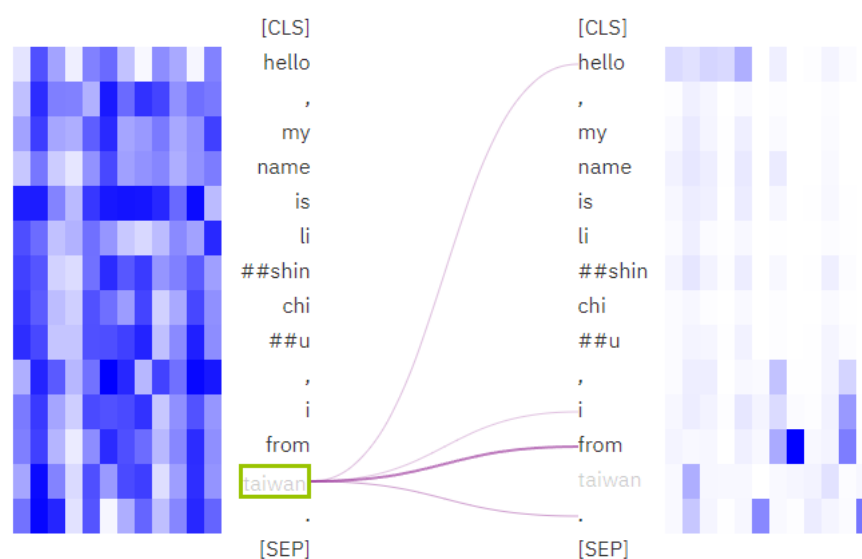 [CLS] [CLS]
hello hello
, ,
my my
name name
is is
li li
##shin ##shin
chi chi
##u ##u
, ,
i i
from from
taiwan taiwan
. .
[SEP] [SEP]